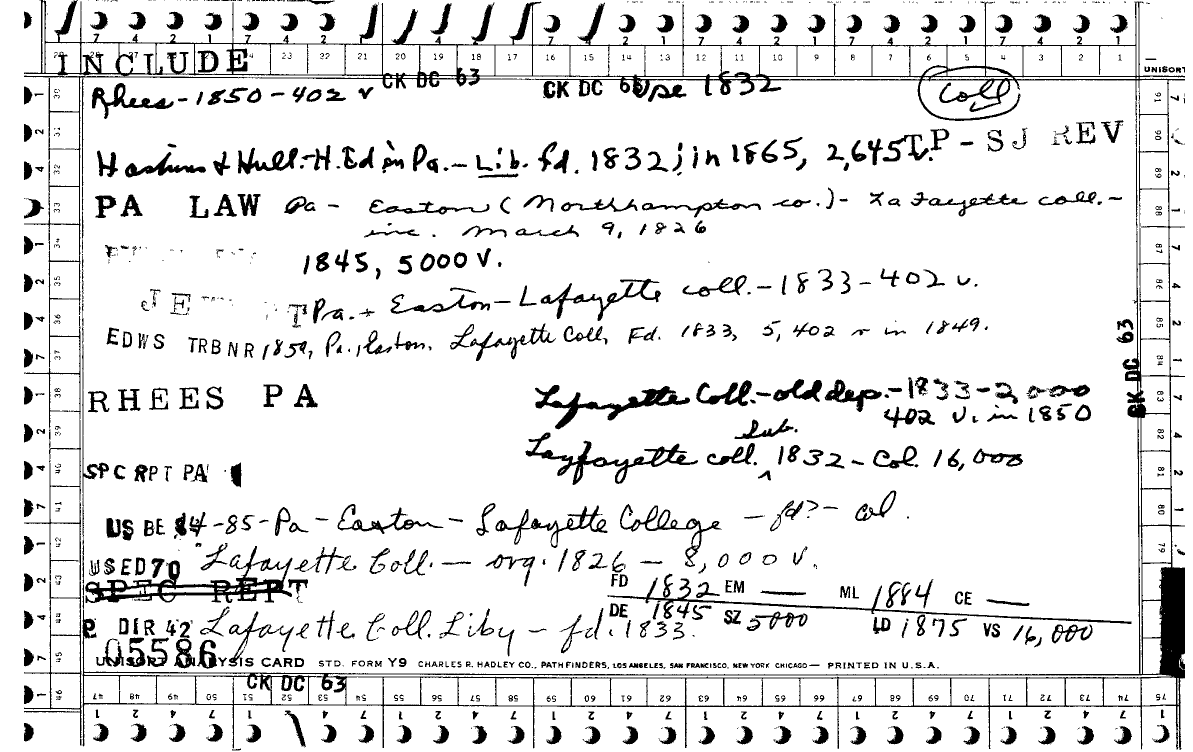 INCLUDE
Rhees-1850-402 v CK DC 63 CK DC 63 Use 1832 Coll
Haskins & Hull-H. Ed in Pa.-Lib. fd. 1832; in 1865, 2,645 v. TP-SJ REV
PA LAW Pa - Easton (Northhampton co.) - La Fayette coll.-
inc. March 9, 1826
1845, 5000 v.
Pa. - Easton-Lafayette coll.-1833-402 v.
EDWS TRBNR 1859, Pa., Easton. Lafayette Coll, Fd. 1833, 5,402 v in 1849.
RHEES PA Lafayette Coll.-old dep.-1833-2,000
402 v. in 1850
SPC RPT PA Layfayette coll. Sub. 1832-Col. 16,000
US BE 84-85-Pa-Easton-Lafayette College - fd?- col.
USED70 "Lafayette Coll. - org. 1826 - 8,000 v.
SPEC REPT
FD 1832 EM — ML 1884 CE —
DE 1845 SZ 5000 LD 1875 VS 16,000
P DIR 42 Lafayette Coll. Liby - fd. 1833.
05586
UNISORT ANALYSIS CARD STD. FORM Y9 CHARLES R. HADLEY CO., PATHFINDERS, LOS ANGELES, SAN FRANCISCO, NEW YORK CHICAGO— PRINTED IN U.S.A.
CK DC 63
CK DC 63
UNISORT